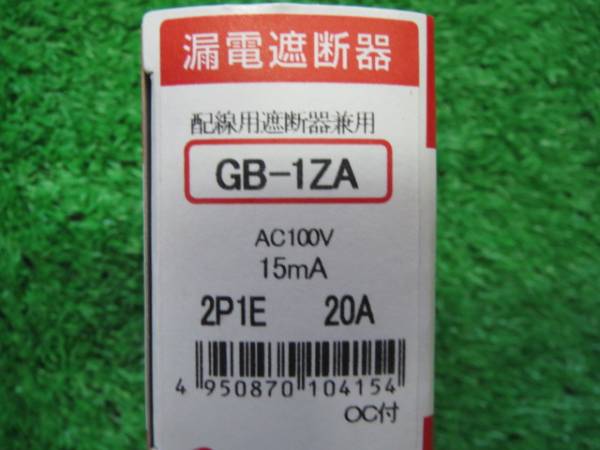 漏電遮断器
配線用遮断器兼用
GB-1ZA
AC100V
15mA
2P1E 20A
4 950870 104154
OC付